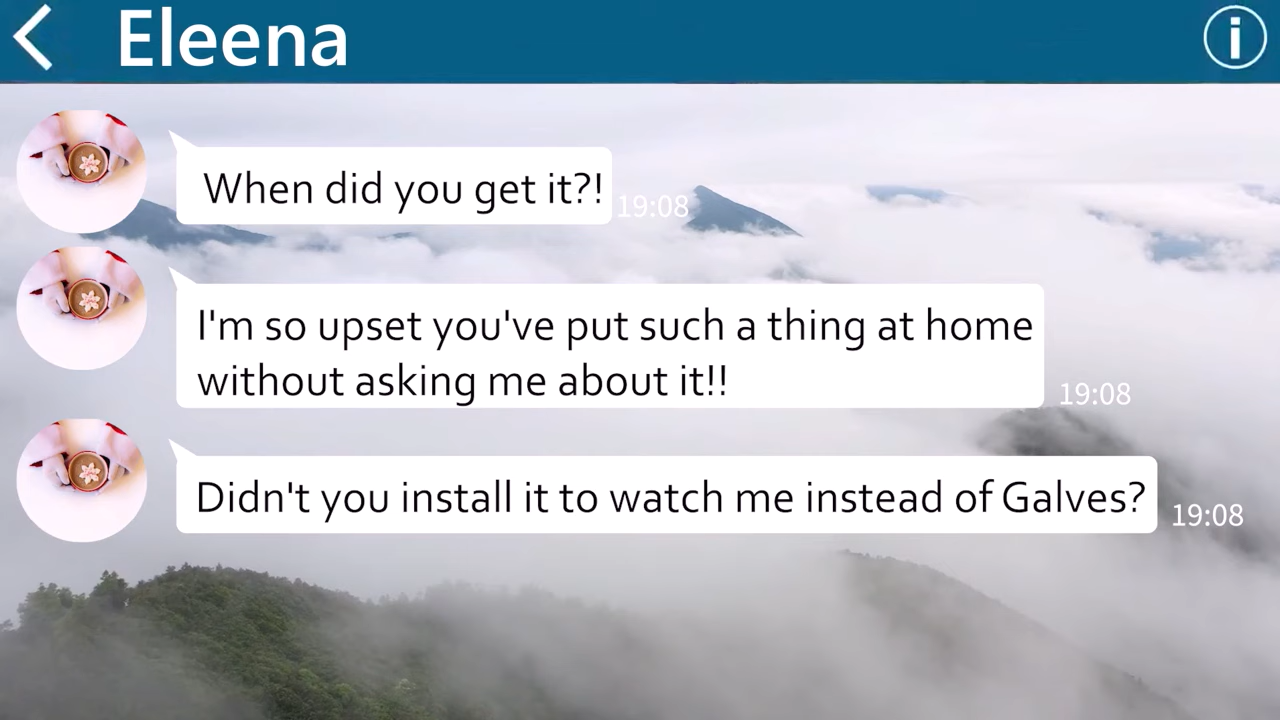 Eleena
When did you get it?!
19:08
I'm so upset you've put such a thing at home
without asking me about it!!
19:08
Didn't you install it to watch me instead of Galves?
19:08